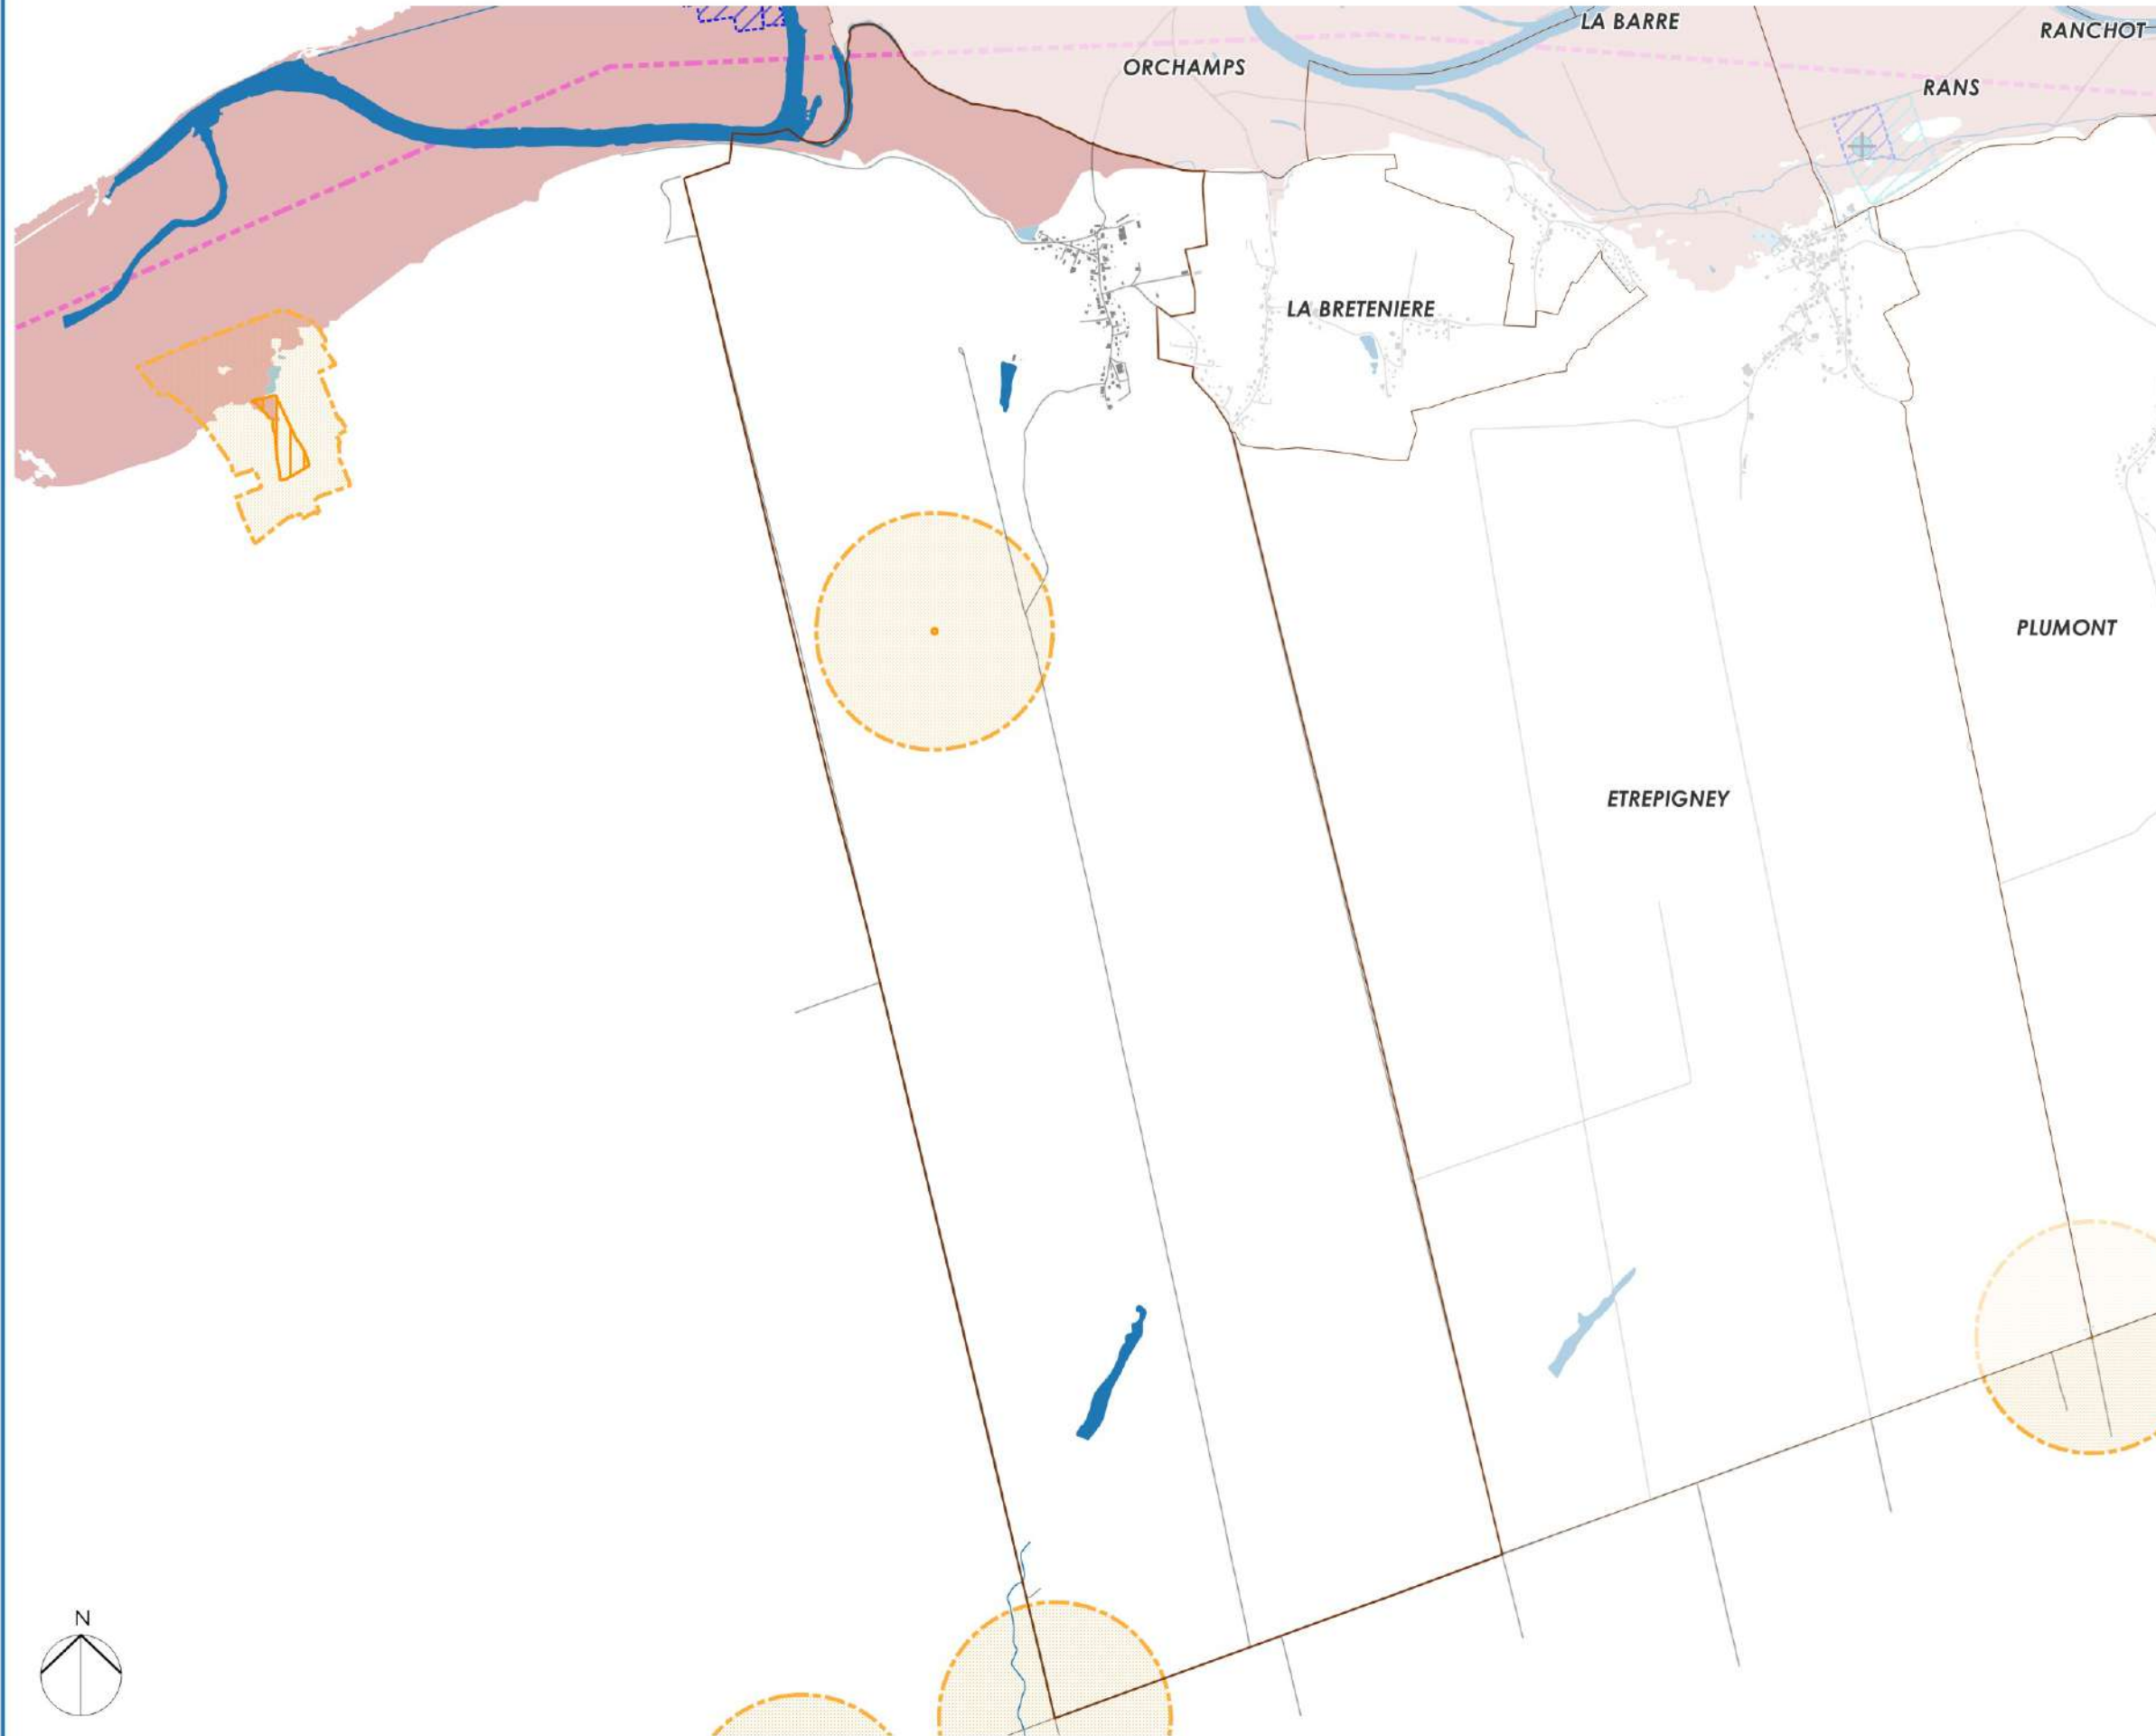 LA BARRE
RANCHOT
ORCHAMPS
RANS
LA BRETENIERE
PLUMONT
ETREPIGNEY
N